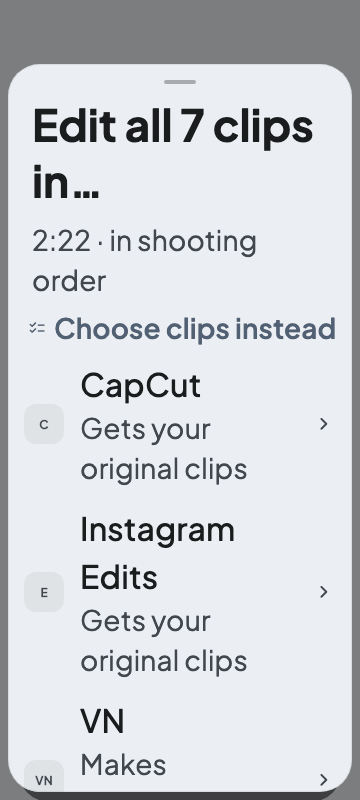 Edit all 7 clips
in…
2:22 · in shooting
order
Choose clips instead
CapCut
C
Gets your
original clips
Instagram
Edits
E
Gets your
original clips
VN
Makes
VN